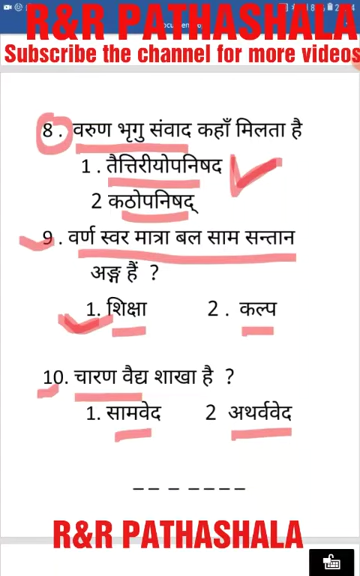 R&R PATHASHALA
Subscribe the channel for more videos
8 . वरुण भृगु संवाद कहाँ मिलता है
1 . तैत्तिरीयोपनिषद
2 कठोपनिषद्
9 . वर्ण स्वर मात्रा बल साम सन्तान
अङ्ग हैं ?
1. शिक्षा 2 . कल्प
10. चारण वैद्य शाखा है ?
1. सामवेद 2 अथर्ववेद
_ _ _ _ _ _ _
R&R PATHASHALA